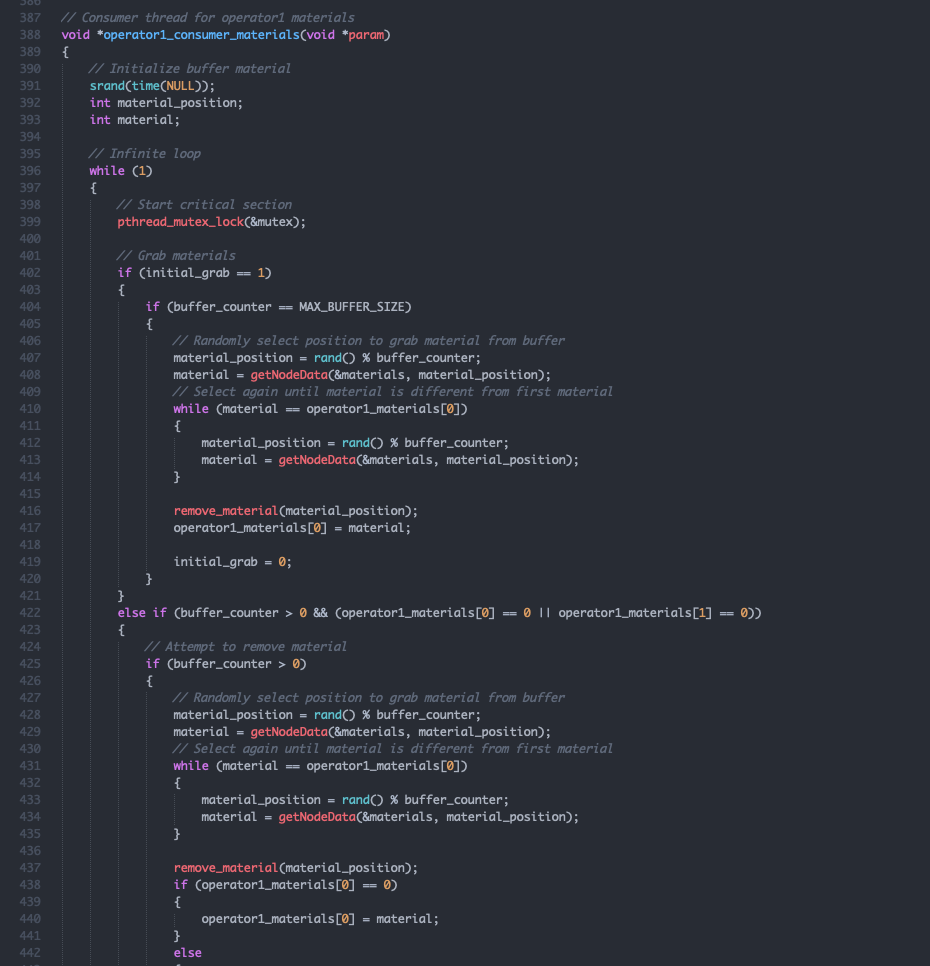 386
387 // Consumer thread for operator1 materials
388 void *operator1_consumer_materials(void *param)
389 {
390 // Initialize buffer material
391 srand(time(NULL));
392 int material_position;
393 int material;
394
395 // Infinite loop
396 while (1)
397 {
398 // Start critical section
399 pthread_mutex_lock(&mutex);
400
401 // Grab materials
402 if (initial_grab == 1)
403 {
404 if (buffer_counter == MAX_BUFFER_SIZE)
405 {
406 // Randomly select position to grab material from buffer
407 material_position = rand() % buffer_counter;
408 material = getNodeData(&materials, material_position);
409 // Select again until material is different from first material
410 while (material == operator1_materials[0])
411 {
412 material_position = rand() % buffer_counter;
413 material = getNodeData(&materials, material_position);
414 }
415
416 remove_material(material_position);
417 operator1_materials[0] = material;
418
419 initial_grab = 0;
420 }
421 }
422 else if (buffer_counter > 0 && (operator1_materials[0] == 0 || operator1_materials[1] == 0))
423 {
424 // Attempt to remove material
425 if (buffer_counter > 0)
426 {
427 // Randomly select position to grab material from buffer
428 material_position = rand() % buffer_counter;
429 material = getNodeData(&materials, material_position);
430 // Select again until material is different from first material
431 while (material == operator1_materials[0])
432 {
433 material_position = rand() % buffer_counter;
434 material = getNodeData(&materials, material_position);
435 }
436
437 remove_material(material_position);
438 if (operator1_materials[0] == 0)
439 {
440 operator1_materials[0] = material;
441 }
442 else